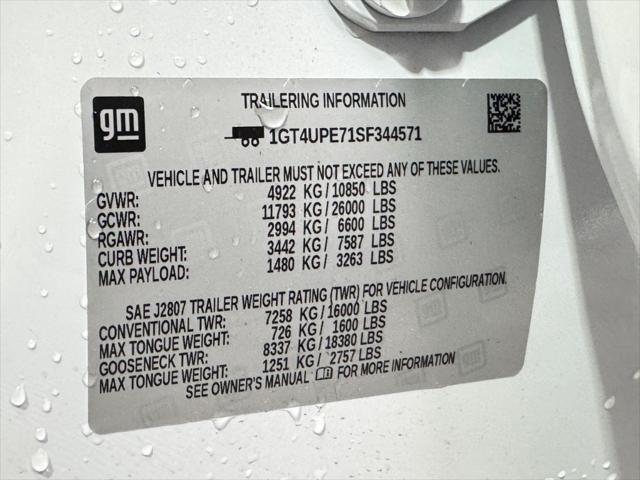 gm
TRAILERING INFORMATION
1GT4UPE71SF344571
VEHICLE AND TRAILER MUST NOT EXCEED ANY OF THESE VALUES.
GVWR: 4922 KG/10850 LBS
GCWR: 11793 KG/26000 LBS
RGAWR: 2994 KG/ 6600 LBS
CURB WEIGHT: 3442 KG/ 7587 LBS
MAX PAYLOAD: 1480 KG/ 3263 LBS
SAE J2807 TRAILER WEIGHT RATING (TWR) FOR VEHICLE CONFIGURATION.
CONVENTIONAL TWR: 7258 KG/16000 LBS
MAX TONGUE WEIGHT: 726 KG/ 1600 LBS
GOOSENECK TWR: 8337 KG/18380 LBS
MAX TONGUE WEIGHT: 1251 KG/ 2757 LBS
SEE OWNER'S MANUAL FOR MORE INFORMATION